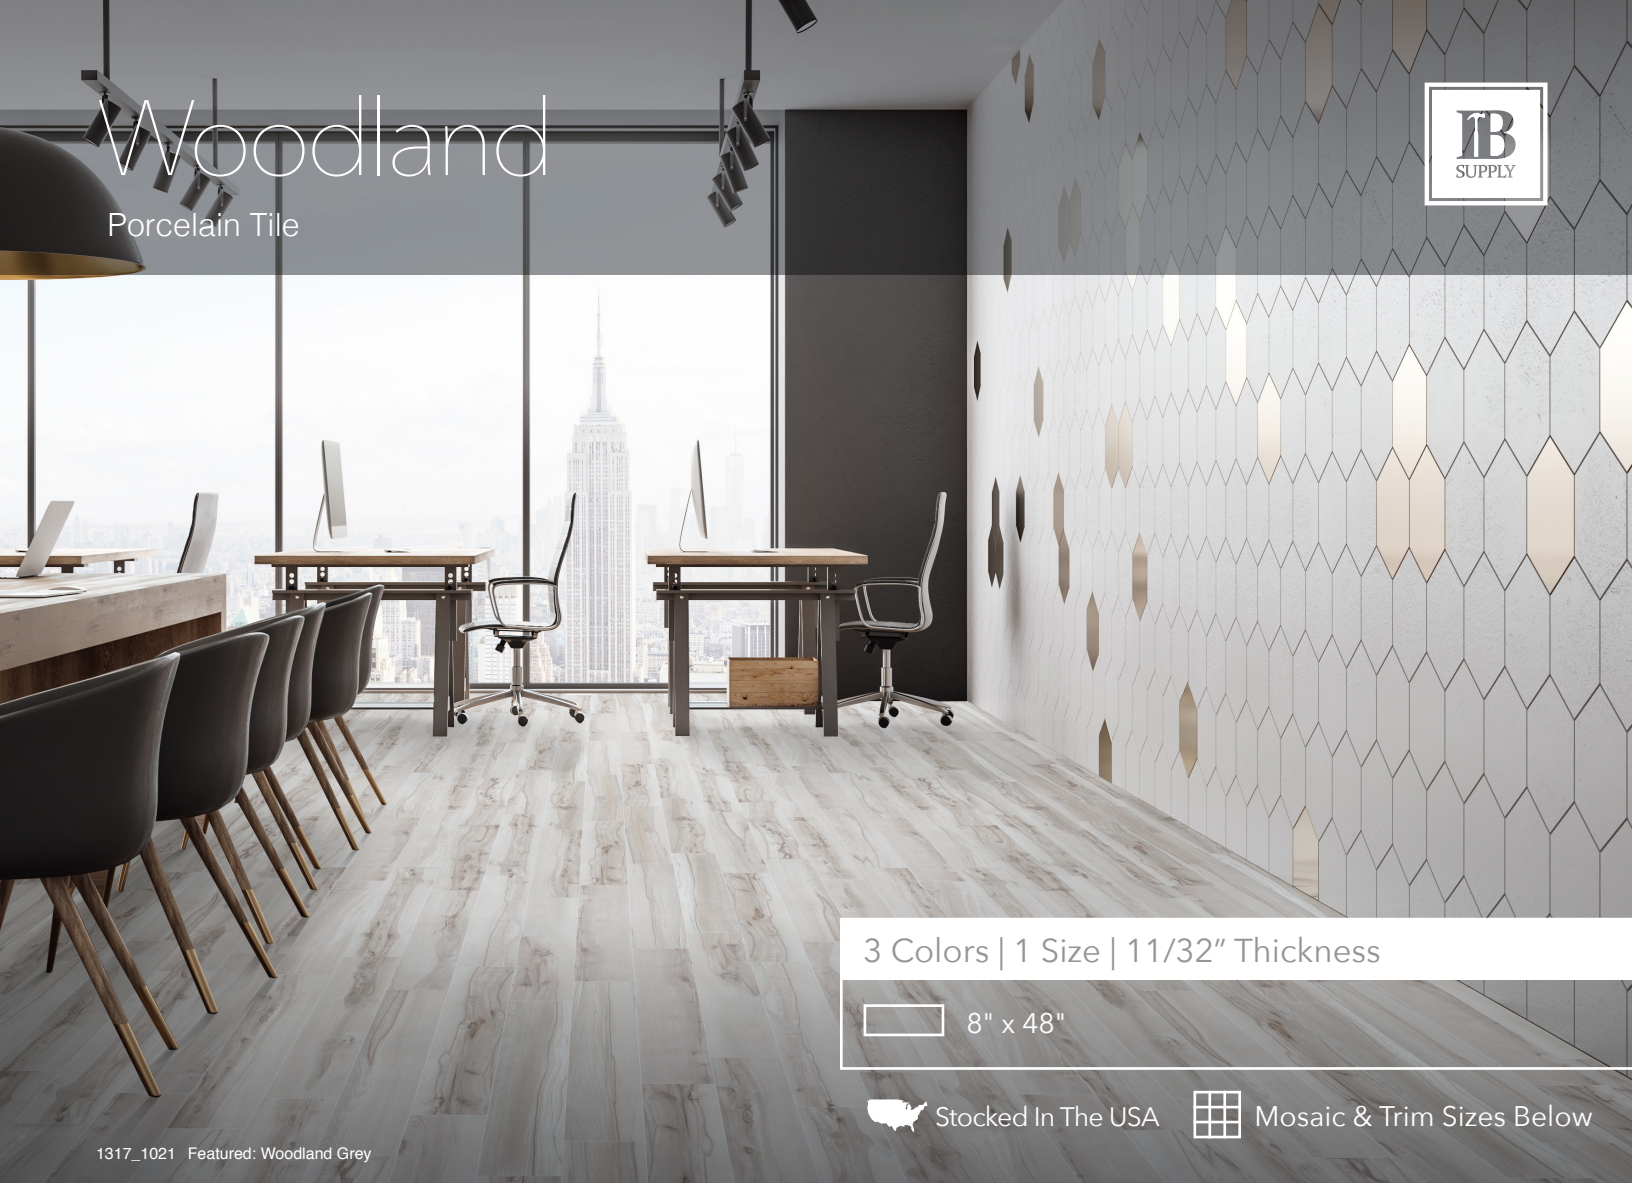 Woodland
Porcelain Tile
IB
SUPPLY
3 Colors | 1 Size | 11/32” Thickness
8" x 48"
Stocked In The USA
Mosaic & Trim Sizes Below
1317_1021 Featured: Woodland Grey